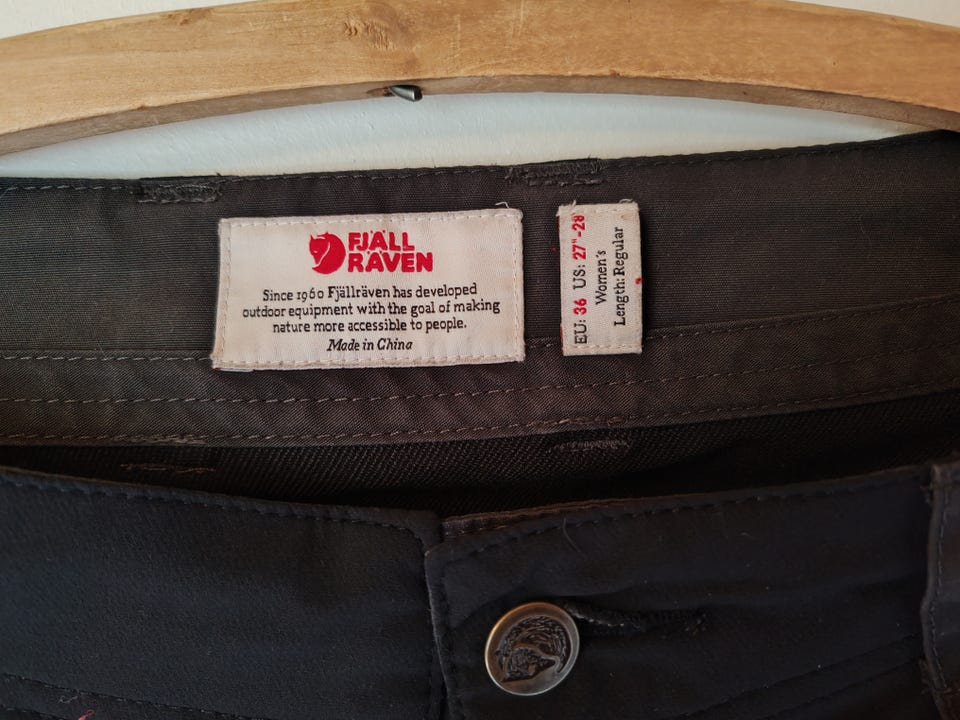 FJÄLL
RÄVEN
Since 1960 Fjällräven has developed
outdoor equipment with the goal of making
nature more accessible to people.
Made in China
EU: 36 US: 27"-28
Women's
Length: Regular